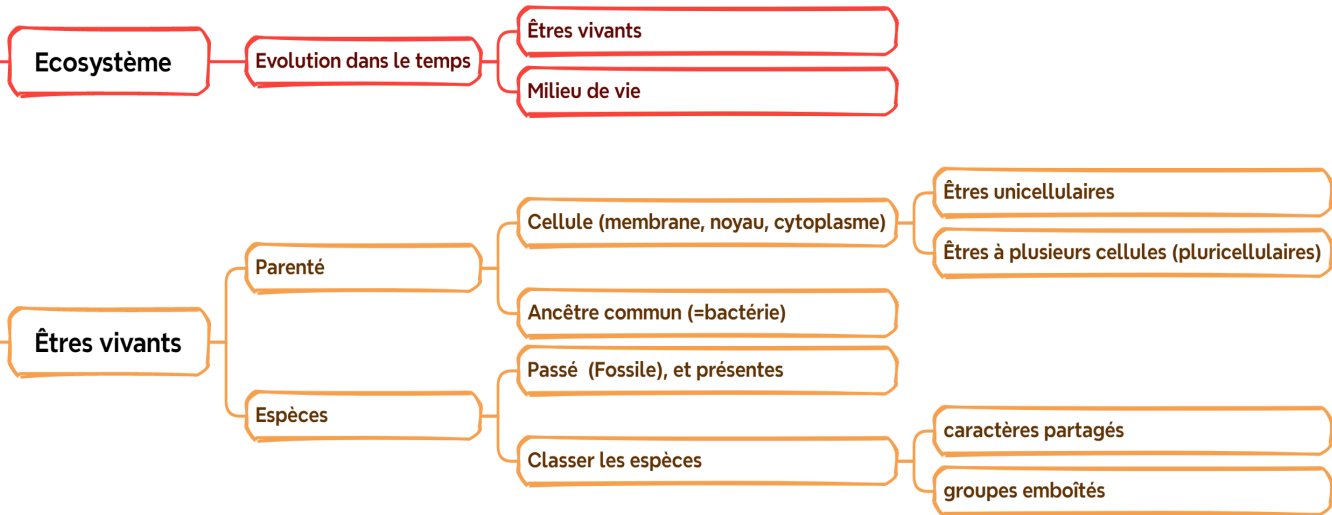 Ecosystème
Evolution dans le temps
Êtres vivants
Milieu de vie
Êtres vivants
Parenté
Cellule (membrane, noyau, cytoplasme)
Êtres unicellulaires
Êtres à plusieurs cellules (pluricellulaires)
Ancêtre commun (=bactérie)
Espèces
Passé (Fossile), et présentes
Classer les espèces
caractères partagés
groupes emboîtés